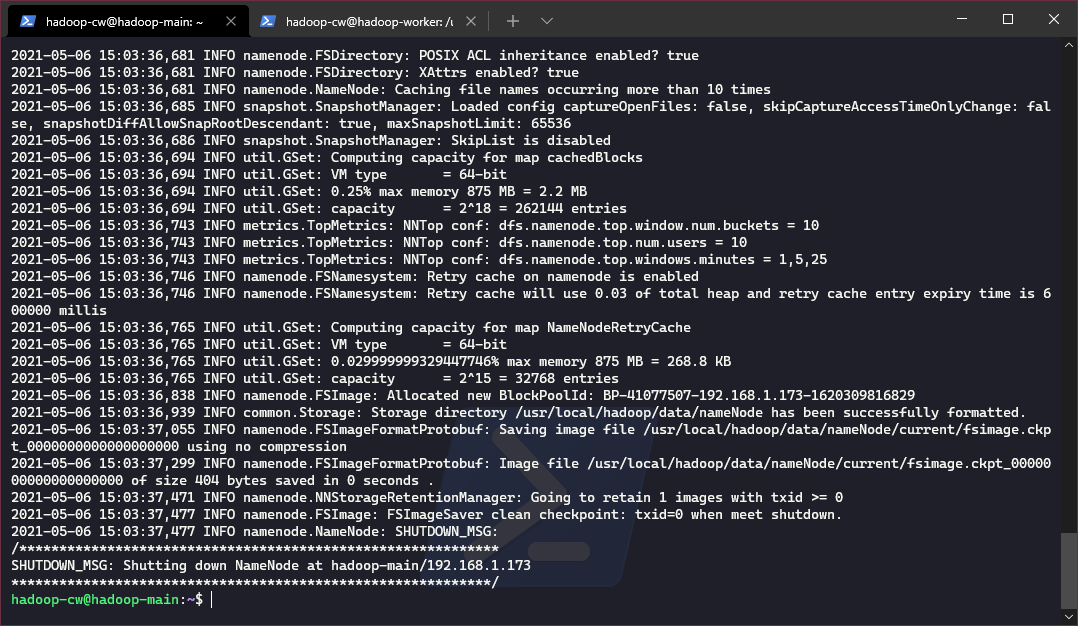 hadoop-cw@hadoop-main: ~
hadoop-cw@hadoop-worker: /u
2021-05-06 15:03:36,681 INFO namenode.FSDirectory: POSIX ACL inheritance enabled? true
2021-05-06 15:03:36,681 INFO namenode.FSDirectory: XAttrs enabled? true
2021-05-06 15:03:36,681 INFO namenode.NameNode: Caching file names occurring more than 10 times
2021-05-06 15:03:36,685 INFO snapshot.SnapshotManager: Loaded config captureOpenFiles: false, skipCaptureAccessTimeOnlyChange: fal
se, snapshotDiffAllowSnapRootDescendant: true, maxSnapshotLimit: 65536
2021-05-06 15:03:36,686 INFO snapshot.SnapshotManager: SkipList is disabled
2021-05-06 15:03:36,694 INFO util.GSet: Computing capacity for map cachedBlocks
2021-05-06 15:03:36,694 INFO util.GSet: VM type       = 64-bit
2021-05-06 15:03:36,694 INFO util.GSet: 0.25% max memory 875 MB = 2.2 MB
2021-05-06 15:03:36,694 INFO util.GSet: capacity      = 2^18 = 262144 entries
2021-05-06 15:03:36,743 INFO metrics.TopMetrics: NNTop conf: dfs.namenode.top.window.num.buckets = 10
2021-05-06 15:03:36,743 INFO metrics.TopMetrics: NNTop conf: dfs.namenode.top.num.users = 10
2021-05-06 15:03:36,743 INFO metrics.TopMetrics: NNTop conf: dfs.namenode.top.windows.minutes = 1,5,25
2021-05-06 15:03:36,746 INFO namenode.FSNamesystem: Retry cache on namenode is enabled
2021-05-06 15:03:36,746 INFO namenode.FSNamesystem: Retry cache will use 0.03 of total heap and retry cache entry expiry time is 6
00000 millis
2021-05-06 15:03:36,765 INFO util.GSet: Computing capacity for map NameNodeRetryCache
2021-05-06 15:03:36,765 INFO util.GSet: VM type       = 64-bit
2021-05-06 15:03:36,765 INFO util.GSet: 0.029999999329447746% max memory 875 MB = 268.8 KB
2021-05-06 15:03:36,765 INFO util.GSet: capacity      = 2^15 = 32768 entries
2021-05-06 15:03:36,838 INFO namenode.FSImage: Allocated new BlockPoolId: BP-41077507-192.168.1.173-1620309816829
2021-05-06 15:03:36,939 INFO common.Storage: Storage directory /usr/local/hadoop/data/nameNode has been successfully formatted.
2021-05-06 15:03:37,055 INFO namenode.FSImageFormatProtobuf: Saving image file /usr/local/hadoop/data/nameNode/current/fsimage.ckp
t_0000000000000000000 using no compression
2021-05-06 15:03:37,299 INFO namenode.FSImageFormatProtobuf: Image file /usr/local/hadoop/data/nameNode/current/fsimage.ckpt_00000
00000000000000 of size 404 bytes saved in 0 seconds .
2021-05-06 15:03:37,471 INFO namenode.NNStorageRetentionManager: Going to retain 1 images with txid >= 0
2021-05-06 15:03:37,477 INFO namenode.FSImage: FSImageSaver clean checkpoint: txid=0 when meet shutdown.
2021-05-06 15:03:37,477 INFO namenode.NameNode: SHUTDOWN_MSG:
/************************************************************
SHUTDOWN_MSG: Shutting down NameNode at hadoop-main/192.168.1.173
************************************************************/
hadoop-cw@hadoop-main:~$